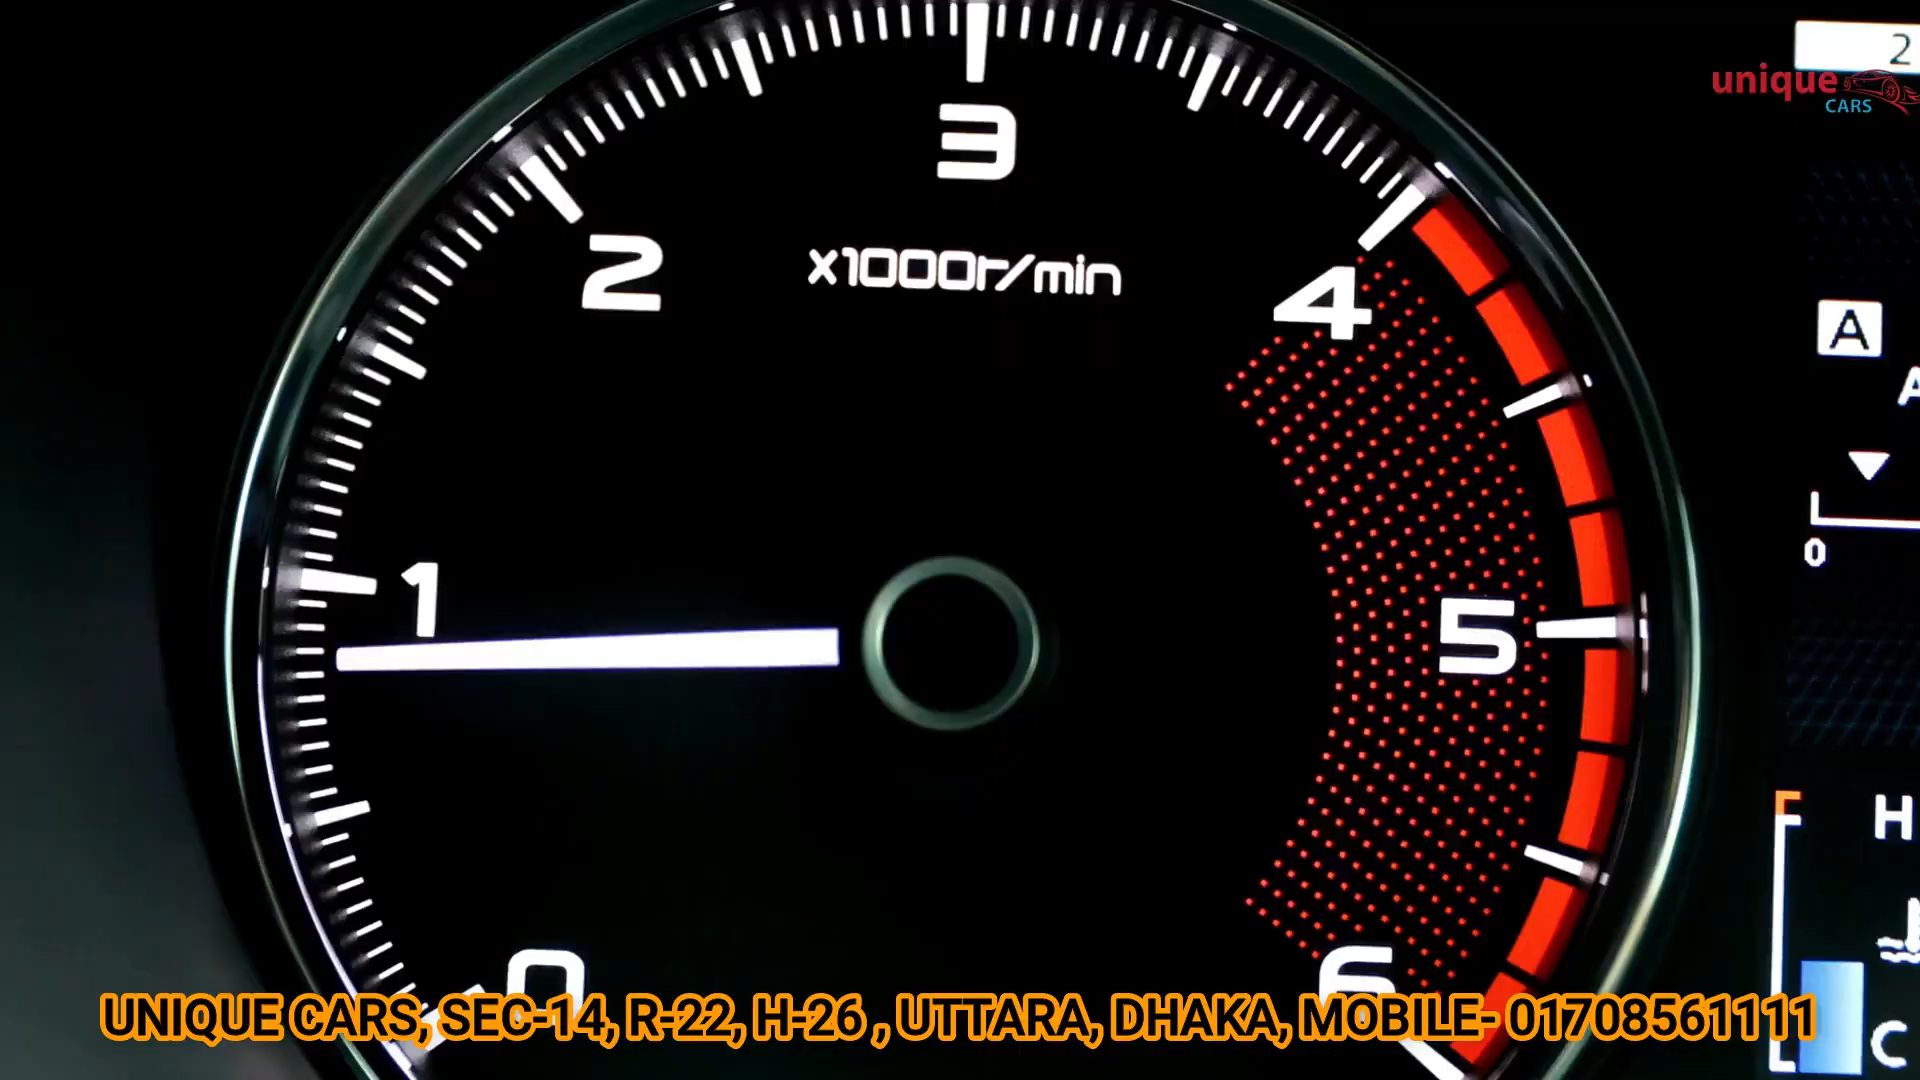 2
unique
CARS
3
x1000r/min
2
4
A
A
0
1
5
F
H
0
6
UNIQUE CARS, SEC-14, R-22, H-26 , UTTARA, DHAKA, MOBILE- 01708561111
C